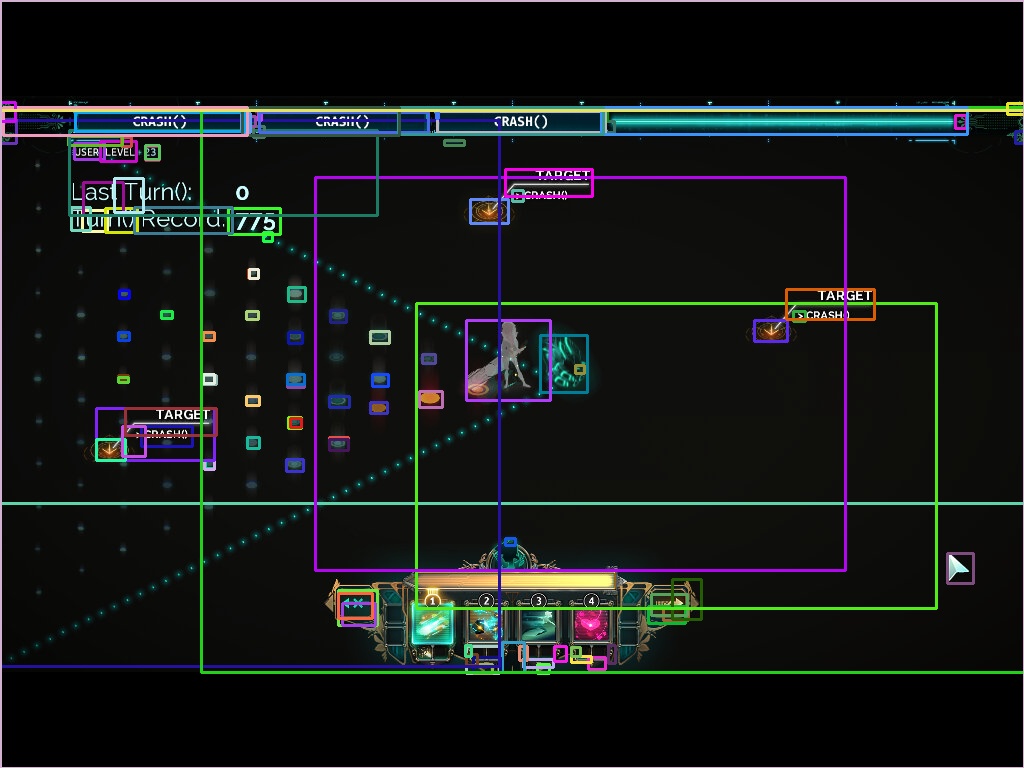 CRASH() CRASH() CRASH()
USER LEVEL 23
Last Turn(): 0
Turn() Record: 775
TARGET
>CRASH()
TARGET
>CRASH()
TARGET
>CRASH()
1 2 3 4